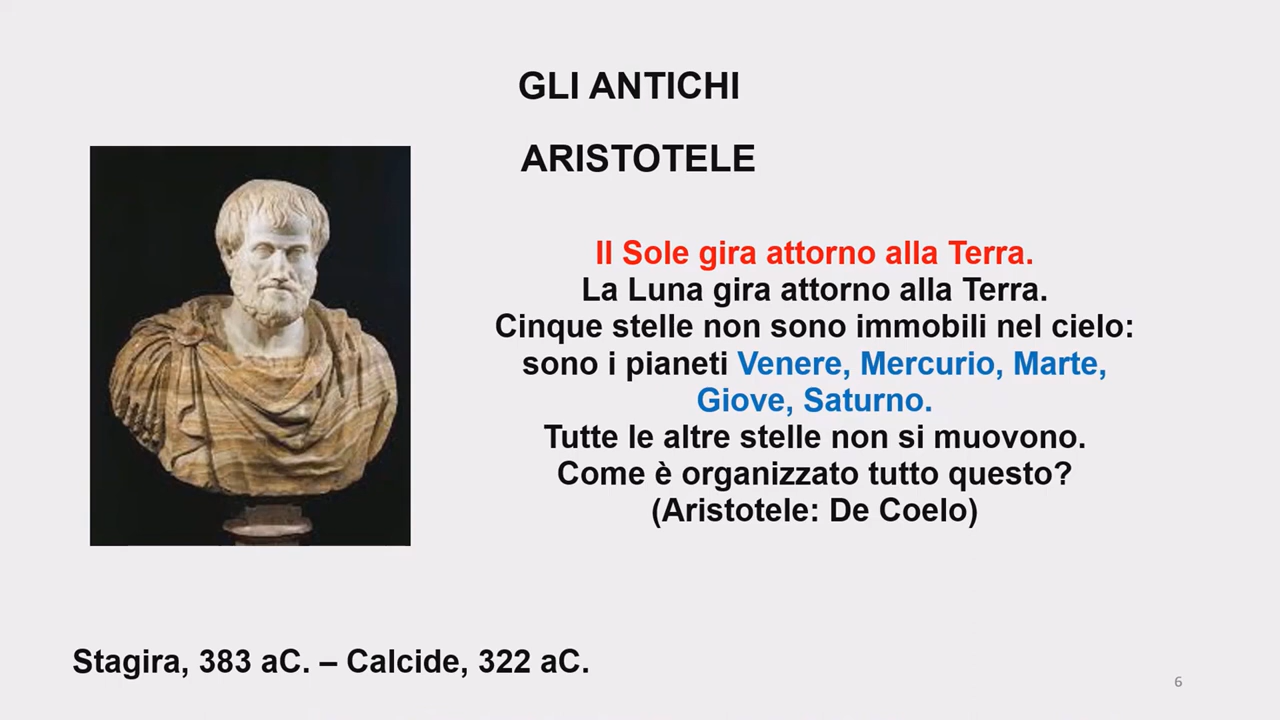 GLI ANTICHI
ARISTOTELE
Il Sole gira attorno alla Terra.
La Luna gira attorno alla Terra.
Cinque stelle non sono immobili nel cielo:
sono i pianeti Venere, Mercurio, Marte,
Giove, Saturno.
Tutte le altre stelle non si muovono.
Come è organizzato tutto questo?
(Aristotele: De Coelo)
Stagira, 383 aC. – Calcide, 322 aC.
6